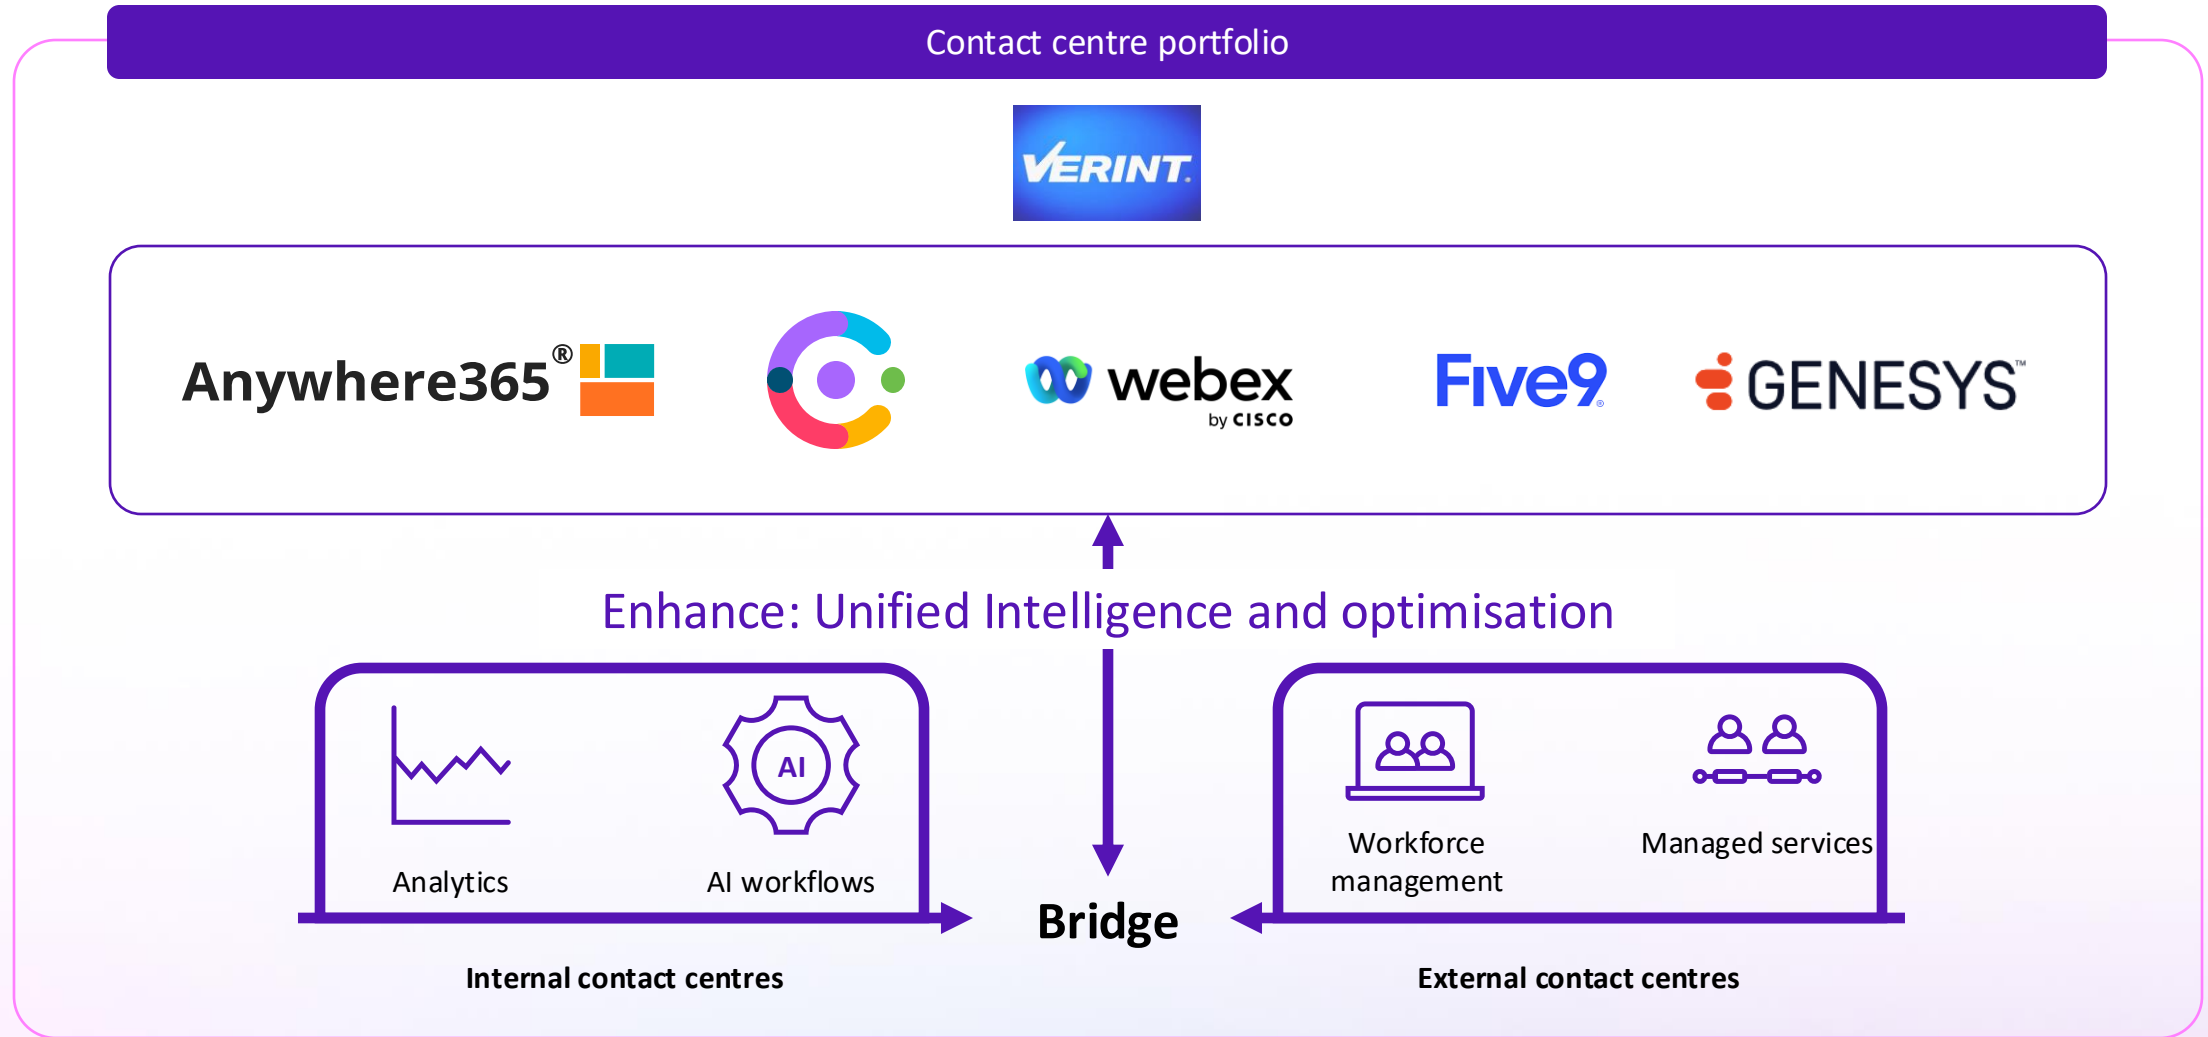 Contact centre portfolio
VERINT.
Anywhere365®
webex
by CISCO
Five9®
GENESYS™
Enhance: Unified Intelligence and optimisation
AI
Analytics
AI workflows
Workforce
management
Managed services
Bridge
Internal contact centres
External contact centres